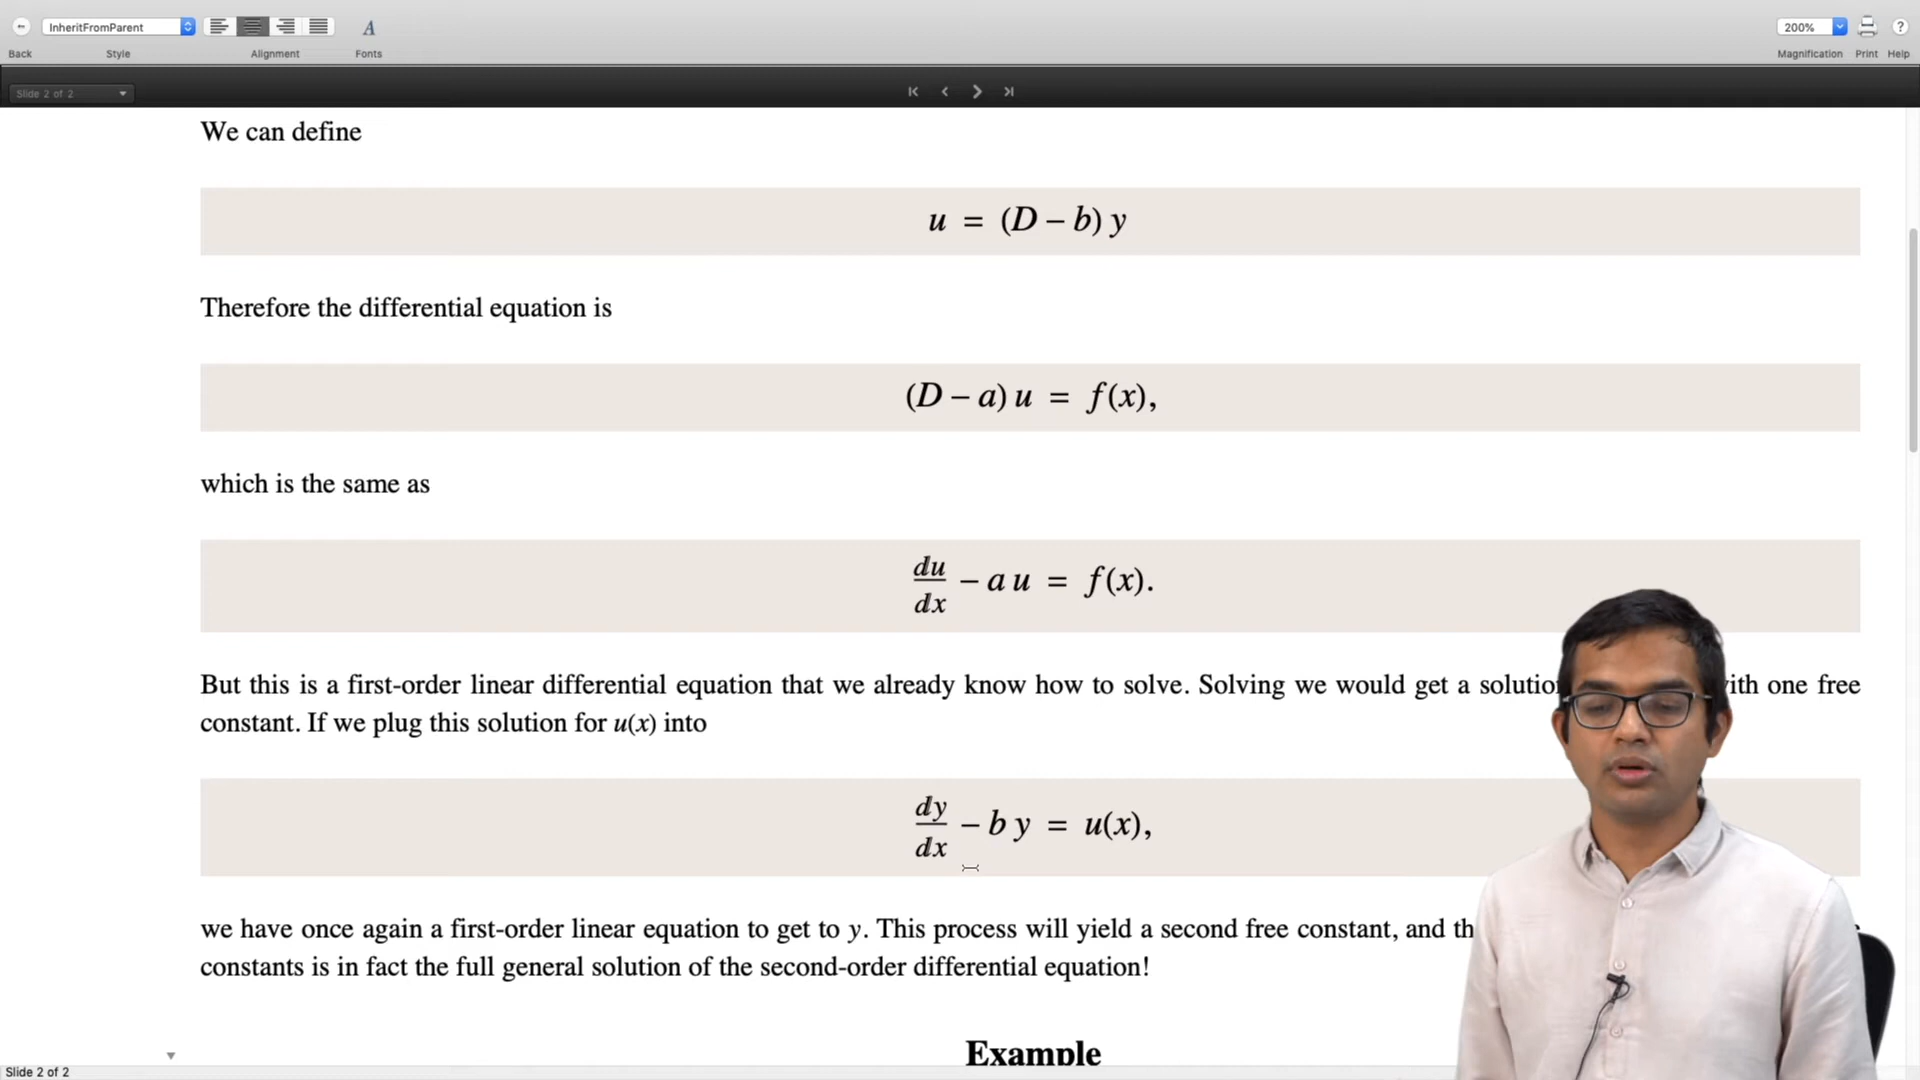 InheritFromParent
200%
Back Style Alignment Fonts Magnification Print Help
Slide 2 of 2
We can define
u = (D − b) y
Therefore the differential equation is
(D − a) u = f(x),
which is the same as
du/dx − a u = f(x).
But this is a first-order linear differential equation that we already know how to solve. Solving we would get a with one free
constant. If we plug this solution for u(x) into
dy/dx − b y = u(x),
we have once again a first-order linear equation to get to y. This process will yield a second free constant, and
constants is in fact the full general solution of the second-order differential equation!
Example
Slide 2 of 2